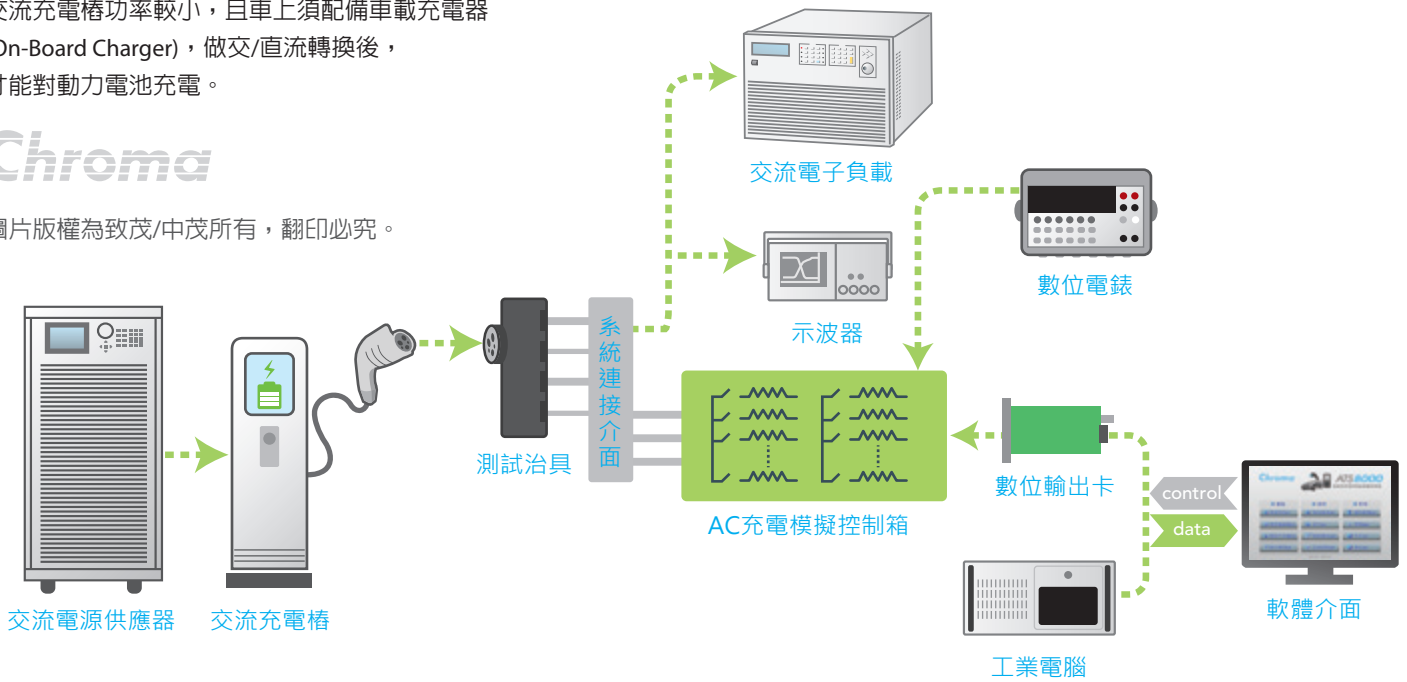 交流充電樁功率較小，且車上須配備車載充電器
On-Board Charger)，做交/直流轉換後，
才能對動力電池充電。
Chroma
圖片版權為致茂/中茂所有，翻印必究。
交流電子負載
數位電錶
示波器
系統連接介面
測試治具
AC充電模擬控制箱
數位輸出卡
control
data
Chroma
ATS 8000
軟體介面
交流電源供應器
交流充電樁
工業電腦